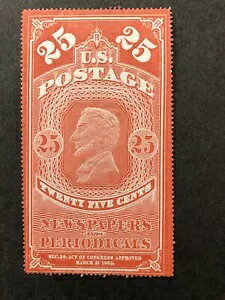 25 25
U.S.
POSTAGE
25 25
TWENTY FIVE CENTS
NEWSPAPERS
AND
PERIODICALS
SEC. 38, ACT OF CONGRESS APPROVED
MARCH 3D 1863.